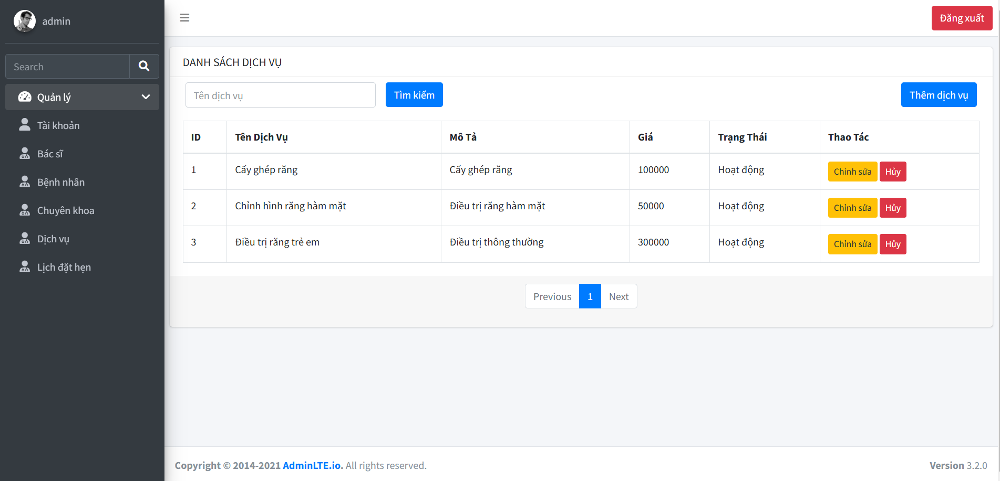 admin
Đăng xuất
Search
Quản lý
Tài khoản
Bác sĩ
Bệnh nhân
Chuyên khoa
Dịch vụ
Lịch đặt hẹn
DANH SÁCH DỊCH VỤ
Tên dịch vụ Tìm kiếm Thêm dịch vụ
ID Tên Dịch Vụ Mô Tả Giá Trạng Thái Thao Tác
1 Cấy ghép răng Cấy ghép răng 100000 Hoạt động Chỉnh sửa Hủy
2 Chỉnh hình răng hàm mặt Điều trị răng hàm mặt 50000 Hoạt động Chỉnh sửa Hủy
3 Điều trị răng trẻ em Điều trị thông thường 300000 Hoạt động Chỉnh sửa Hủy
Previous 1 Next
Copyright © 2014-2021 AdminLTE.io. All rights reserved. Version 3.2.0